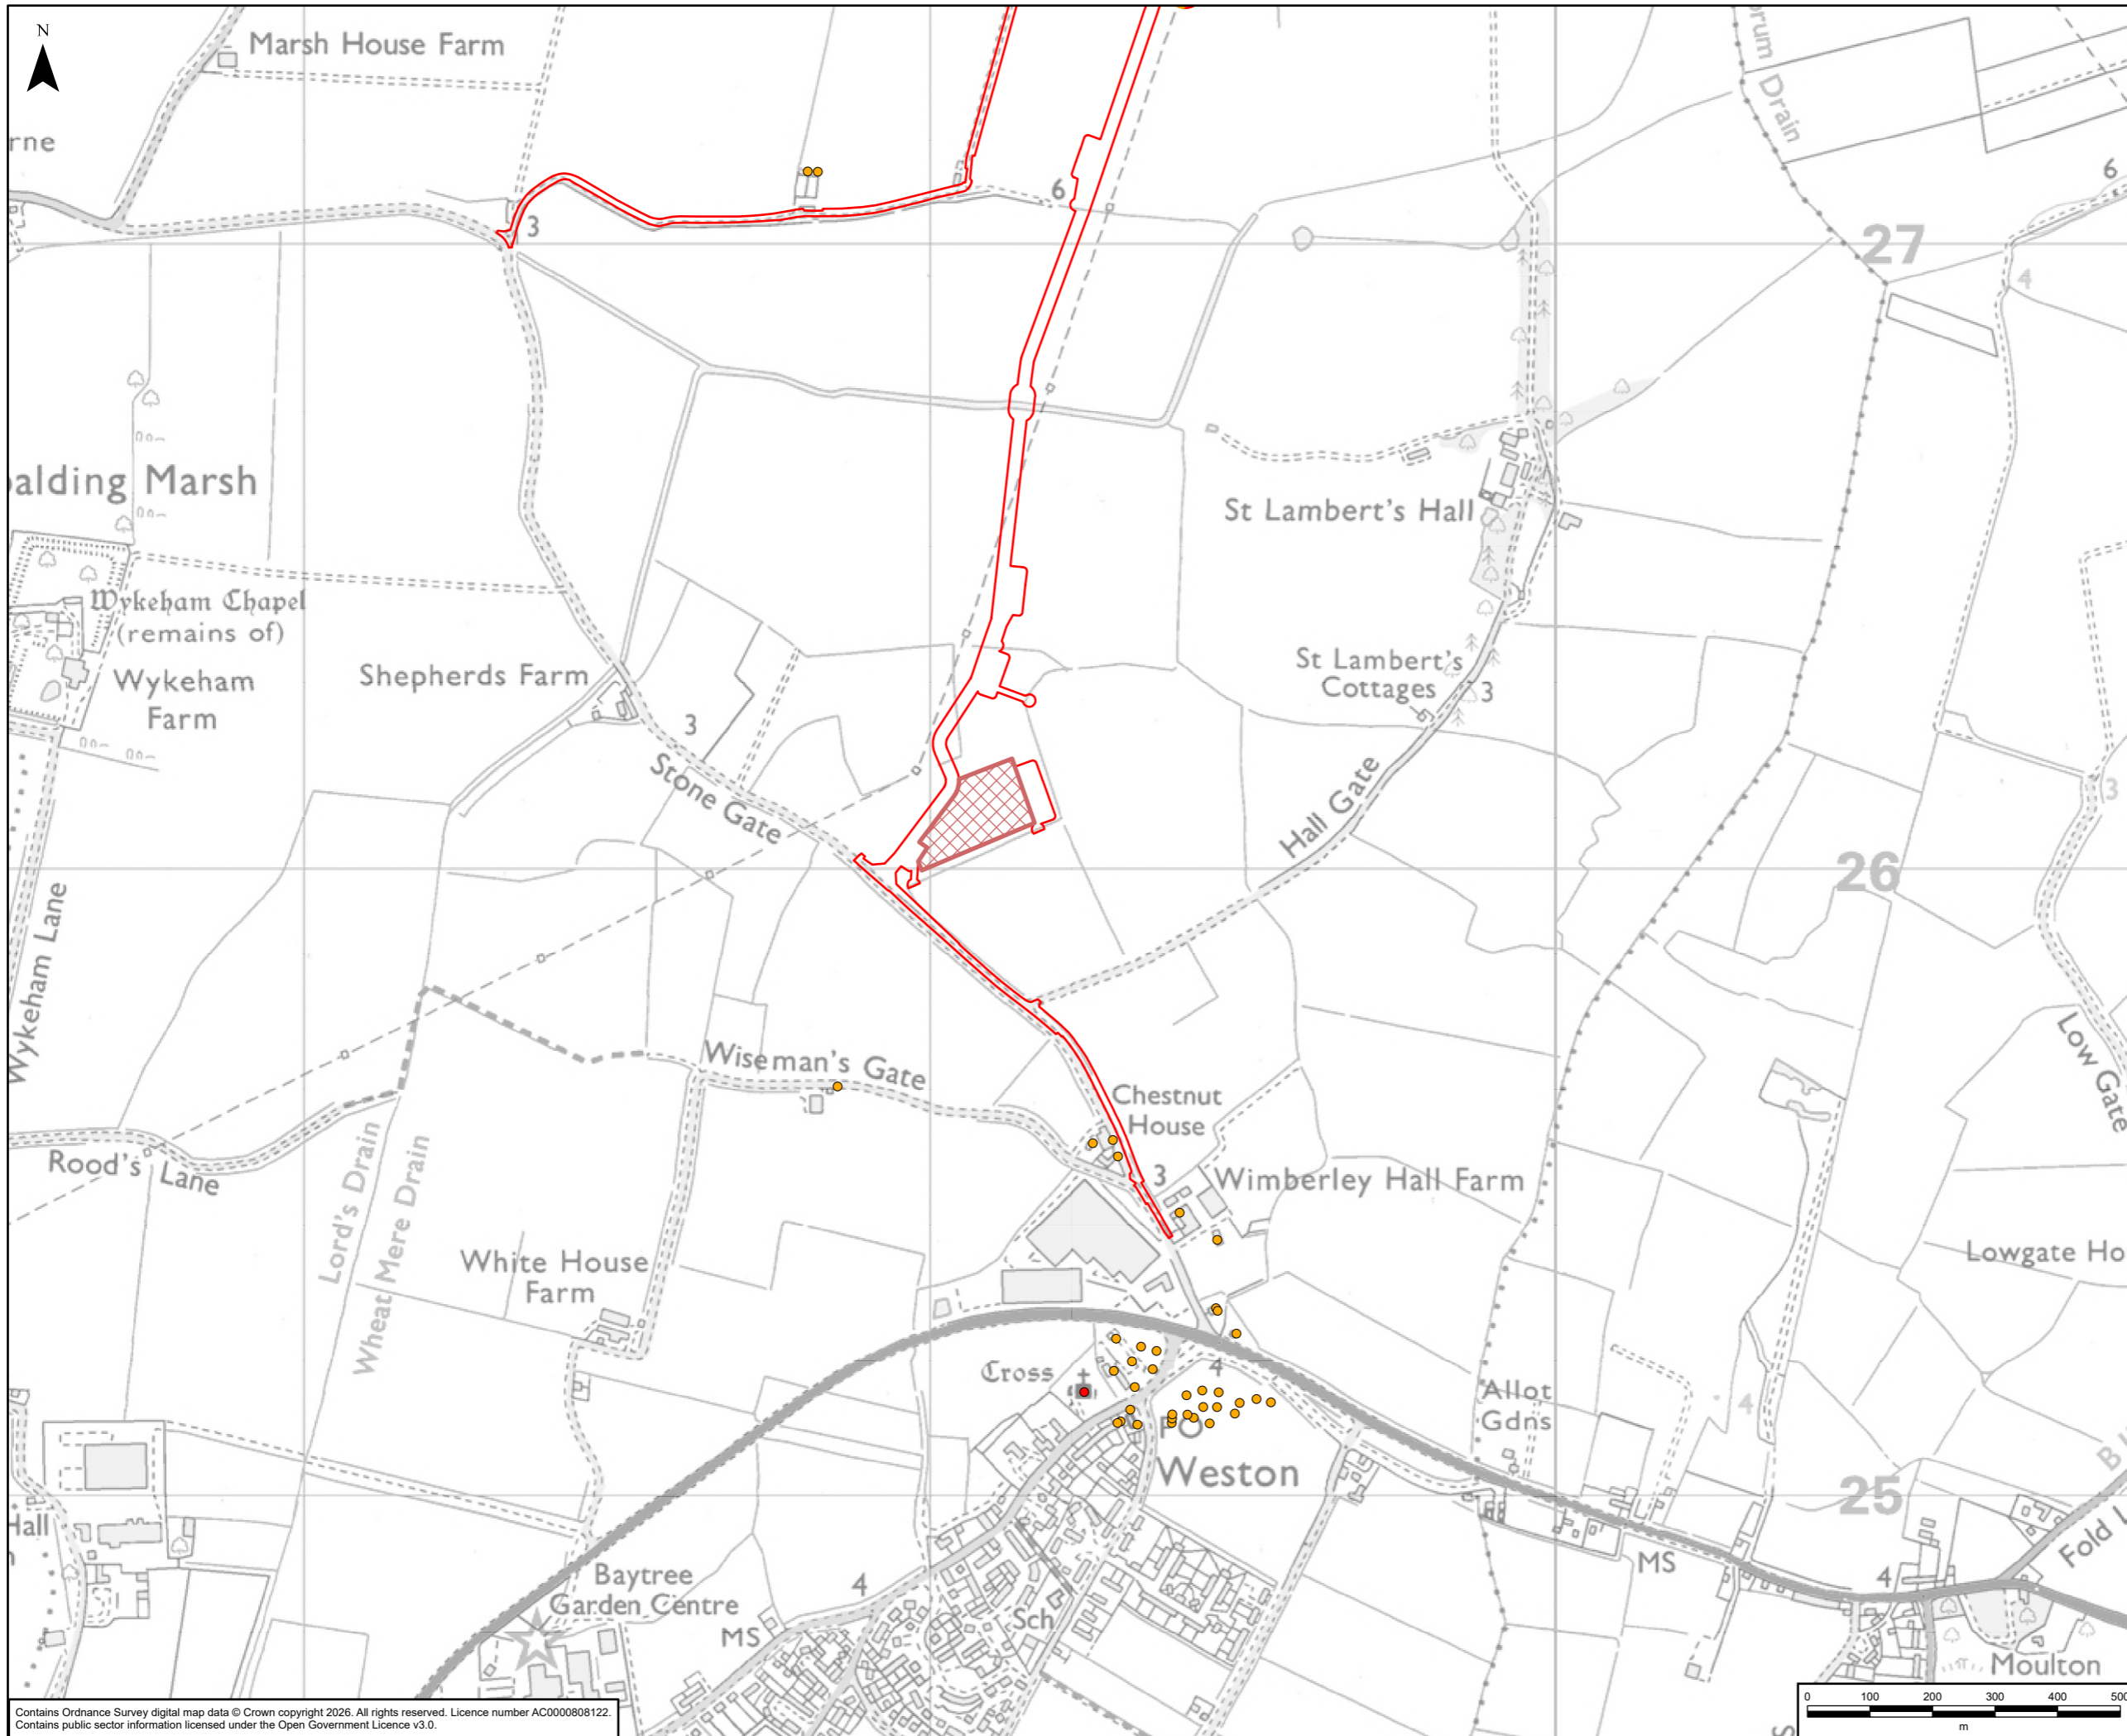 N
Marsh House Farm
orum Drain
rne
6
6
3
27
4
alding Marsh
St Lambert's Hall
Wykeham Chapel
(remains of)
Wykeham
Farm
Shepherds Farm
St Lambert's
Cottages
3
3
Stone Gate
3
Hall Gate
26
Wykeham Lane
Wiseman's Gate
Low Gate
Chestnut
House
Rood's Lane
3
Wimberley Hall Farm
Lord's Drain
Wheat Mere Drain
White House
Farm
Lowgate Ho
Cross
4
Allot
Gdns
4
PO
Weston
25
Hall
Fold L
MS
4
Baytree
Garden Centre
4
MS
Sch
Moulton
Contains Ordnance Survey digital map data © Crown copyright 2026. All rights reserved. Licence number AC0000808122.
Contains public sector information licensed under the Open Government Licence v3.0.
0 100 200 300 400 500
m